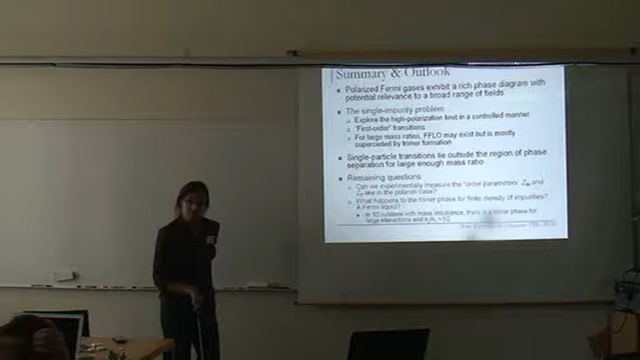 Summary & Outlook
Polarized Fermi gases exhibit a rich phase diagram with
potential relevance to a broad range of fields
The single-impurity problem:
Explore the high-polarization limit in a controlled manner
"First-order" transitions
For large mass ratios, FFLO may exist but is mostly
superceded by trimer formation
Single-particle transitions lie outside the region of phase
separation for large enough mass ratio
Remaining questions:
Can we experimentally measure the "order parameters" and
like in the polaron case?
What happens to the trimer phase for finite density of impurities?
A Fermi liquid?
In 1D systems with mass imbalance, there is a trimer phase for
large interactions and